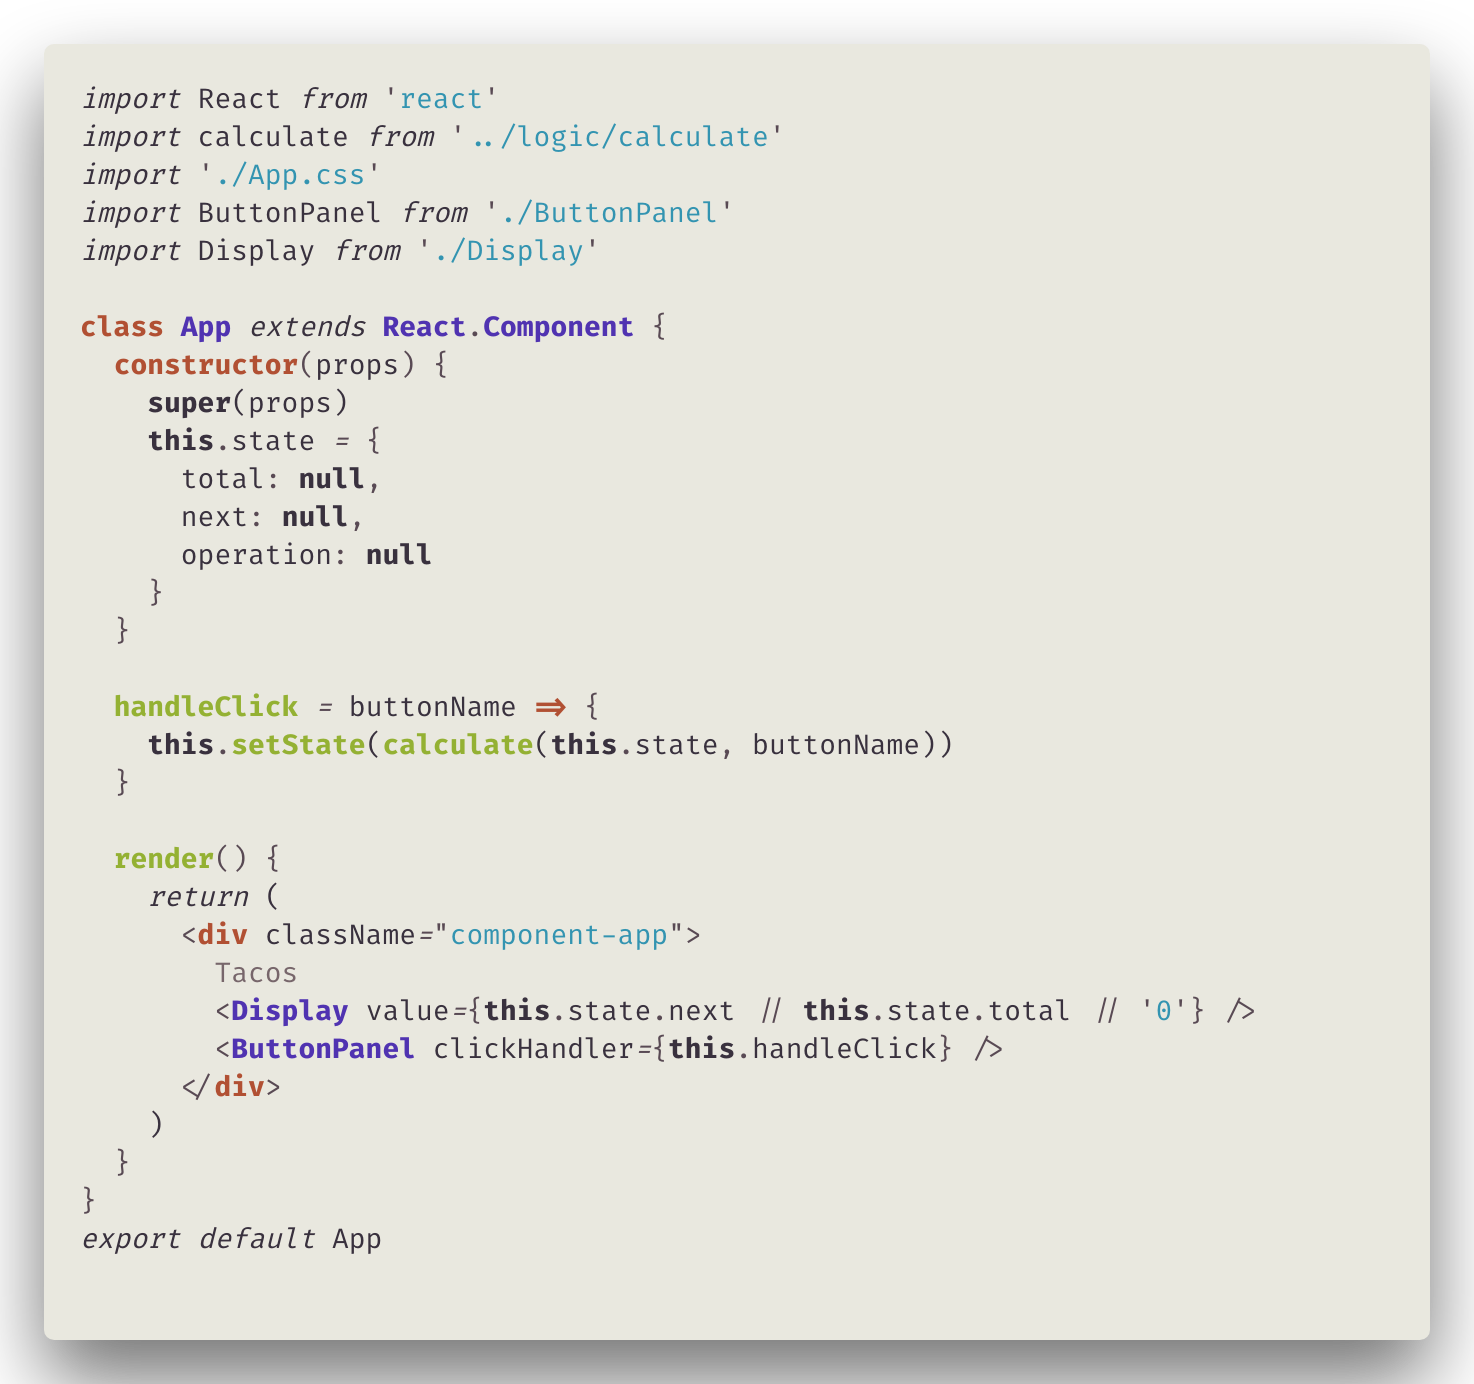 import React from 'react'
import calculate from '../logic/calculate'
import './App.css'
import ButtonPanel from './ButtonPanel'
import Display from './Display'

class App extends React.Component {
  constructor(props) {
    super(props)
    this.state = {
      total: null,
      next: null,
      operation: null
    }
  }

  handleClick = buttonName => {
    this.setState(calculate(this.state, buttonName))
  }

  render() {
    return (
      <div className="component-app">
        Tacos
        <Display value={this.state.next || this.state.total || '0'} />
        <ButtonPanel clickHandler={this.handleClick} />
      </div>
    )
  }
}
export default App